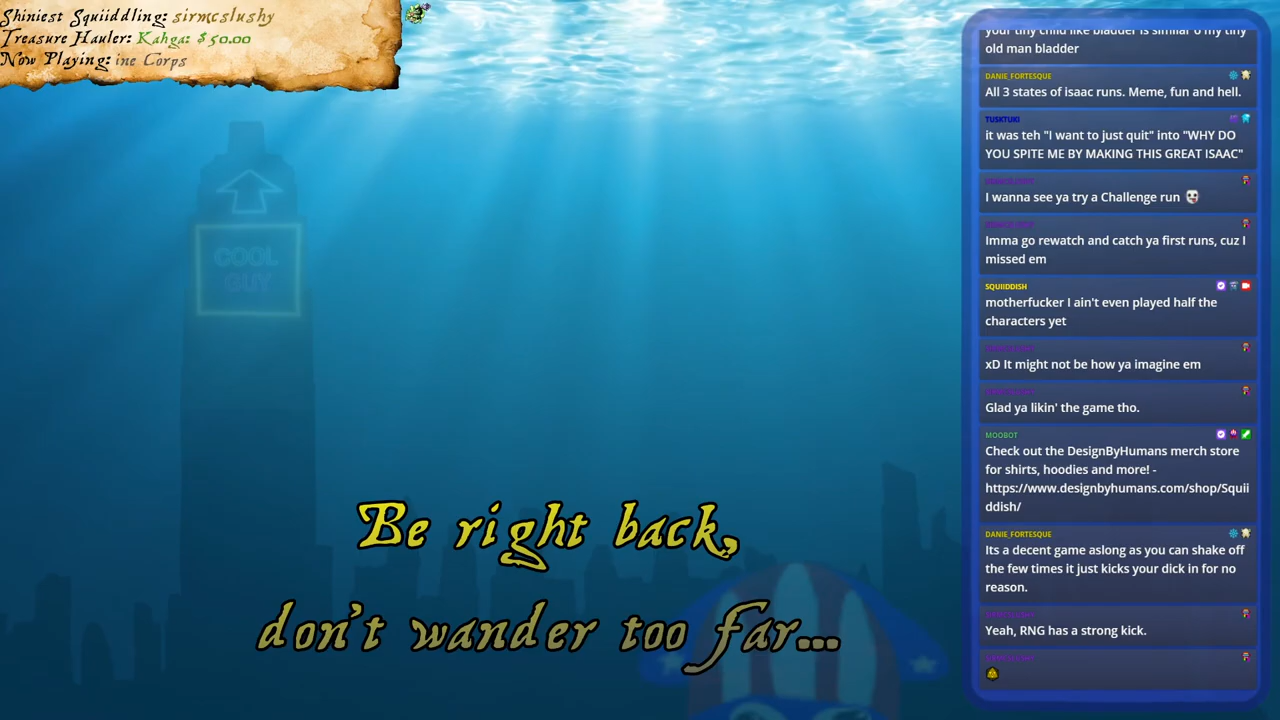 Shiniest Squiiddling: sirmcslushy
Treasure Hauler: Kahga: $50.00
Now Playing: ine Corps
COOL
GUY
Be right back,
don't wander too far...
your tiny child like bladder is similar o my tiny
old man bladder
DANIE_FORTESQUE
All 3 states of isaac runs. Meme, fun and hell.
TUSKTUKI
it was teh "I want to just quit" into "WHY DO
YOU SPITE ME BY MAKING THIS GREAT ISAAC"
I wanna see ya try a Challenge run
Imma go rewatch and catch ya first runs, cuz I
missed em
SQUIIDDISH
motherfucker I ain't even played half the
characters yet
xD It might not be how ya imagine em
Glad ya likin' the game tho.
MOOBOT
Check out the DesignByHumans merch store
for shirts, hoodies and more! -
https://www.designbyhumans.com/shop/Squii
ddish/
DANIE_FORTESQUE
Its a decent game aslong as you can shake off
the few times it just kicks your dick in for no
reason.
Yeah, RNG has a strong kick.